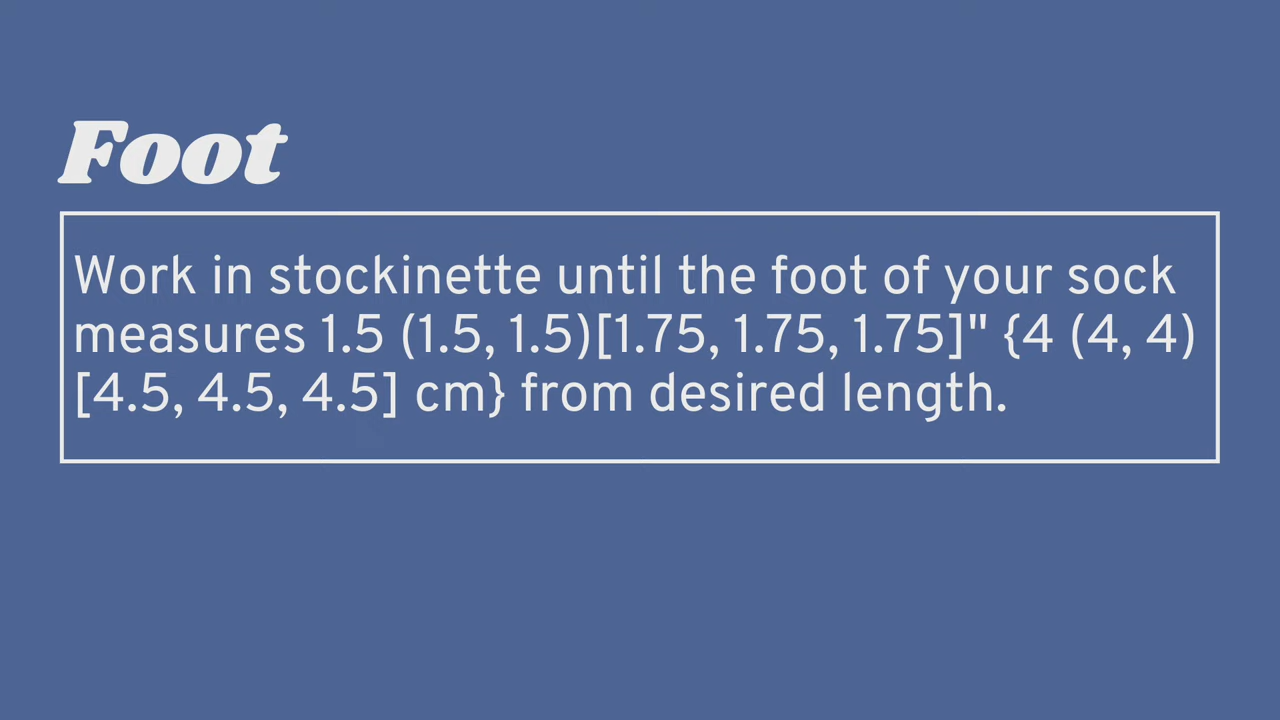 Foot
Work in stockinette until the foot of your sock
measures 1.5 (1.5, 1.5)[1.75, 1.75, 1.75]" {4 (4, 4)
[4.5, 4.5, 4.5] cm} from desired length.